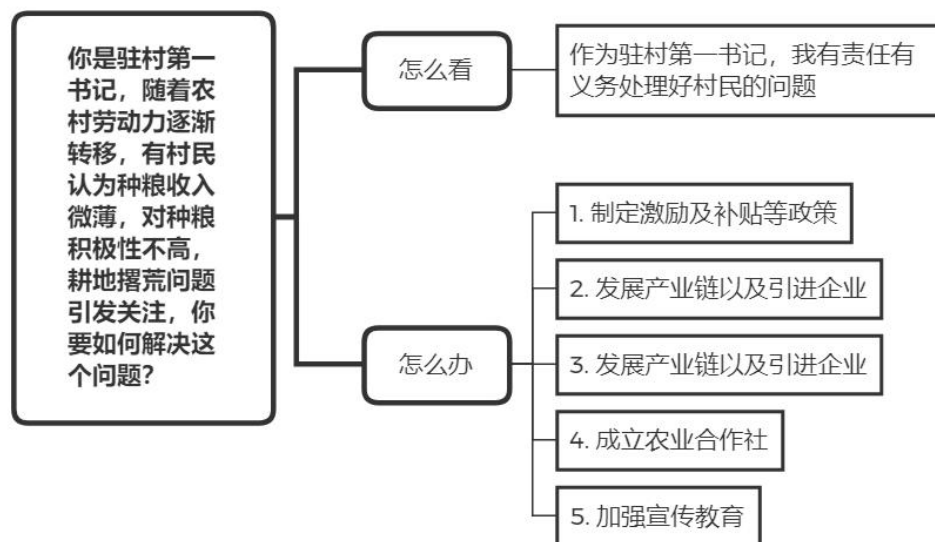 你是驻村第一
书记，随着农
村劳动力逐渐
转移，有村民
认为种粮收入
微薄，对种粮
积极性不高，
耕地撂荒问题
引发关注，你
要如何解决这
个问题？
怎么看
作为驻村第一书记，我有责任有
义务处理好村民的问题
怎么办
1. 制定激励及补贴等政策
2. 发展产业链以及引进企业
3. 发展产业链以及引进企业
4. 成立农业合作社
5. 加强宣传教育